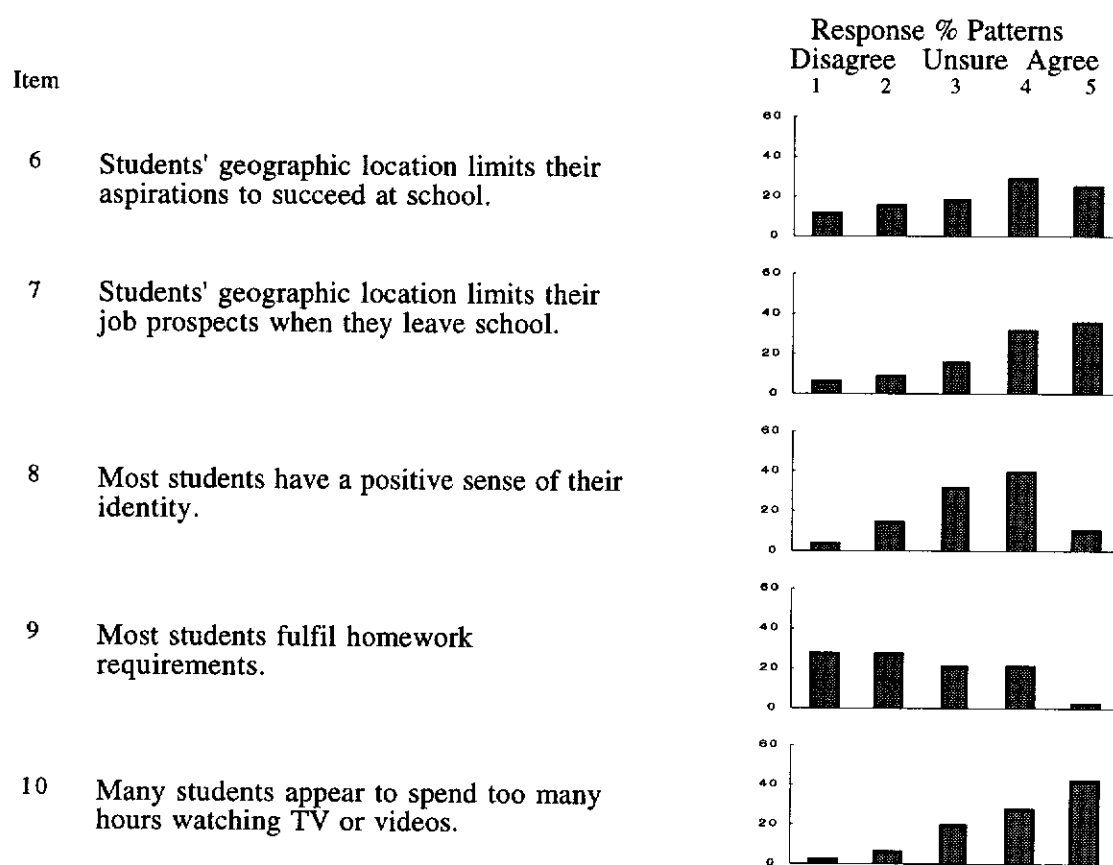 Response % Patterns
Disagree Unsure Agree
Item
1 2 3 4 5
6 Students' geographic location limits their
aspirations to succeed at school.
60
40
20
0
7 Students' geographic location limits their
job prospects when they leave school.
60
40
20
0
8 Most students have a positive sense of their
identity.
60
40
20
0
9 Most students fulfil homework
requirements.
60
40
20
0
10 Many students appear to spend too many
hours watching TV or videos.
60
40
20
0